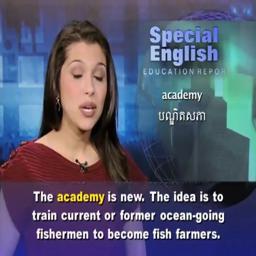 Special
English
EDUCATION REPORT
academy
បណ្ឌិតសភា
The academy is new. The idea is to
train current or former ocean-going
fishermen to become fish farmers.